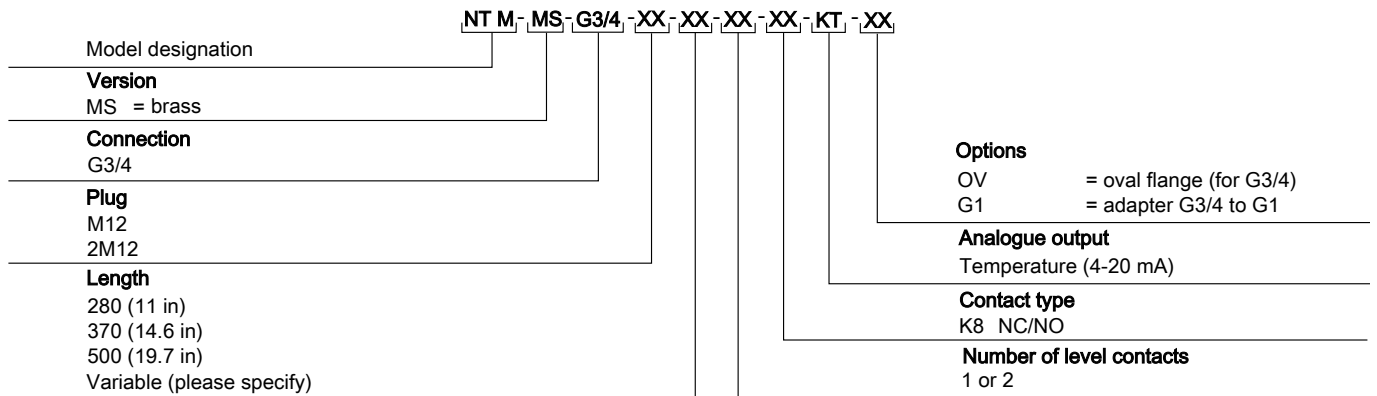 NT M - MS - G3/4 - XX - XX - XX - XX - KT - XX
Model designation
Version
MS = brass
Connection
G3/4
Plug
M12
2M12
Length
280 (11 in)
370 (14.6 in)
500 (19.7 in)
Variable (please specify)
Options
OV = oval flange (for G3/4)
G1 = adapter G3/4 to G1
Analogue output
Temperature (4-20 mA)
Contact type
K8 NC/NO
Number of level contacts
1 or 2